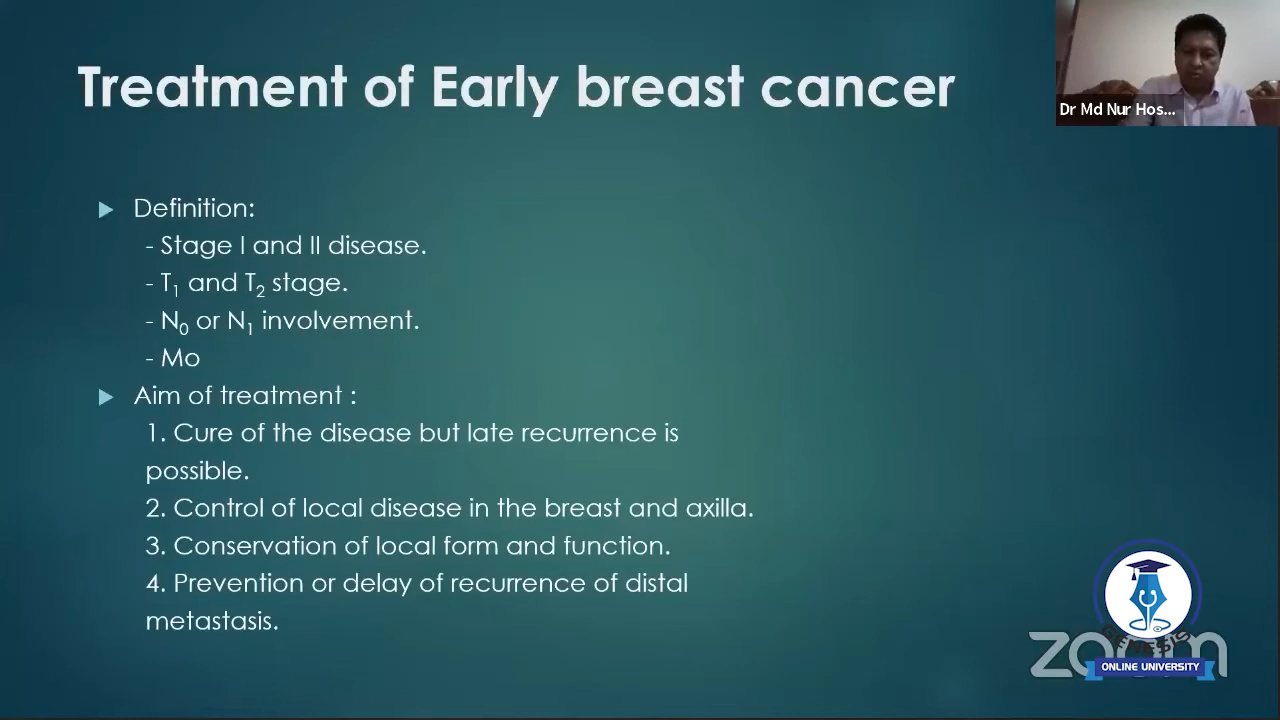 Treatment of Early breast cancer
Dr Md Nur Hos...
Definition:
- Stage I and II disease.
- T₁ and T₂ stage.
- N₀ or N₁ involvement.
- Mo
Aim of treatment :
1. Cure of the disease but late recurrence is
possible.
2. Control of local disease in the breast and axilla.
3. Conservation of local form and function.
4. Prevention or delay of recurrence of distal
metastasis.
zoom
GENESIS
ONLINE UNIVERSITY